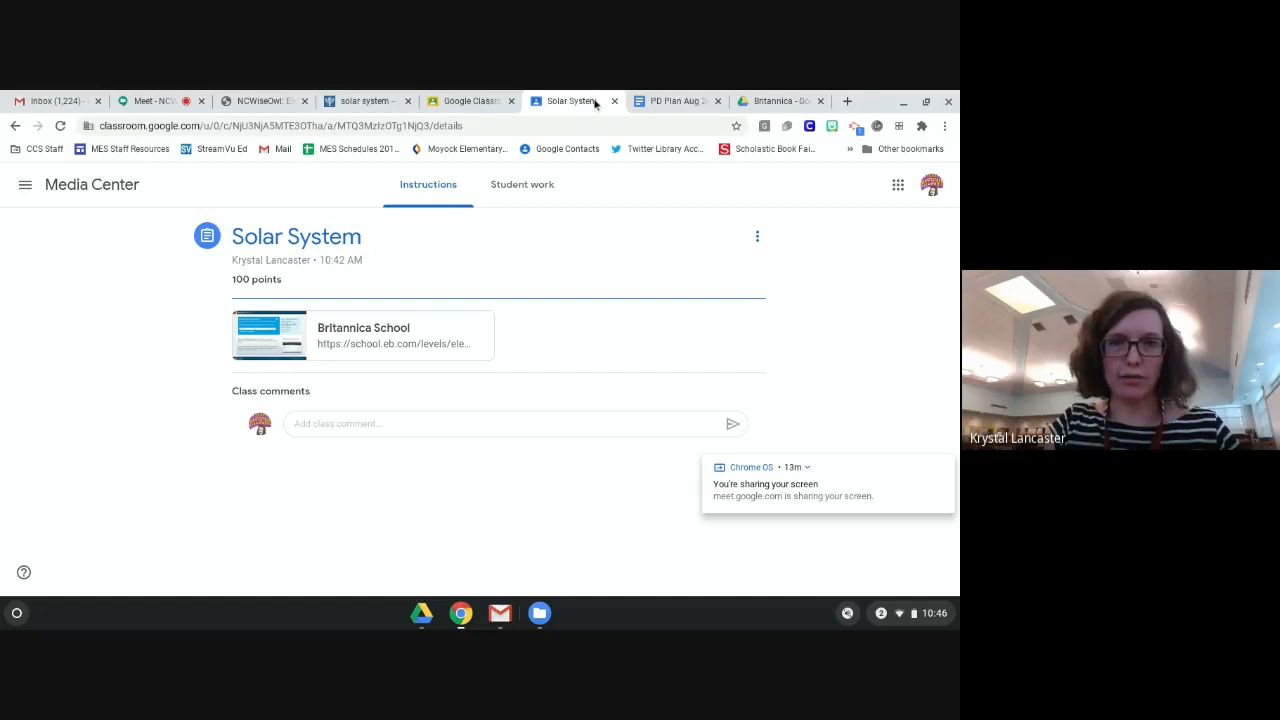 Inbox (1,224) -
Meet - NCW
NCWiseOwl: El
solar system –
Google Classro
Solar System
PD Plan Aug 2
Britannica - Go
classroom.google.com/u/0/c/NjU3NjA5MTE3OTha/a/MTQ3MzIzOTg1NjQ3/details
CCS Staff
MES Staff Resources
SV StreamVu Ed
Mail
MES Schedules 201...
Moyock Elementary...
Google Contacts
Twitter Library Acc...
S Scholastic Book Fai...
» Other bookmarks
Media Center
Instructions
Student work
Solar System
Krystal Lancaster • 10:42 AM
100 points
Britannica School
https://school.eb.com/levels/ele...
Class comments
Add class comment...
Chrome OS • 13m
You're sharing your screen
meet.google.com is sharing your screen.
2 10:46
Krystal Lancaster